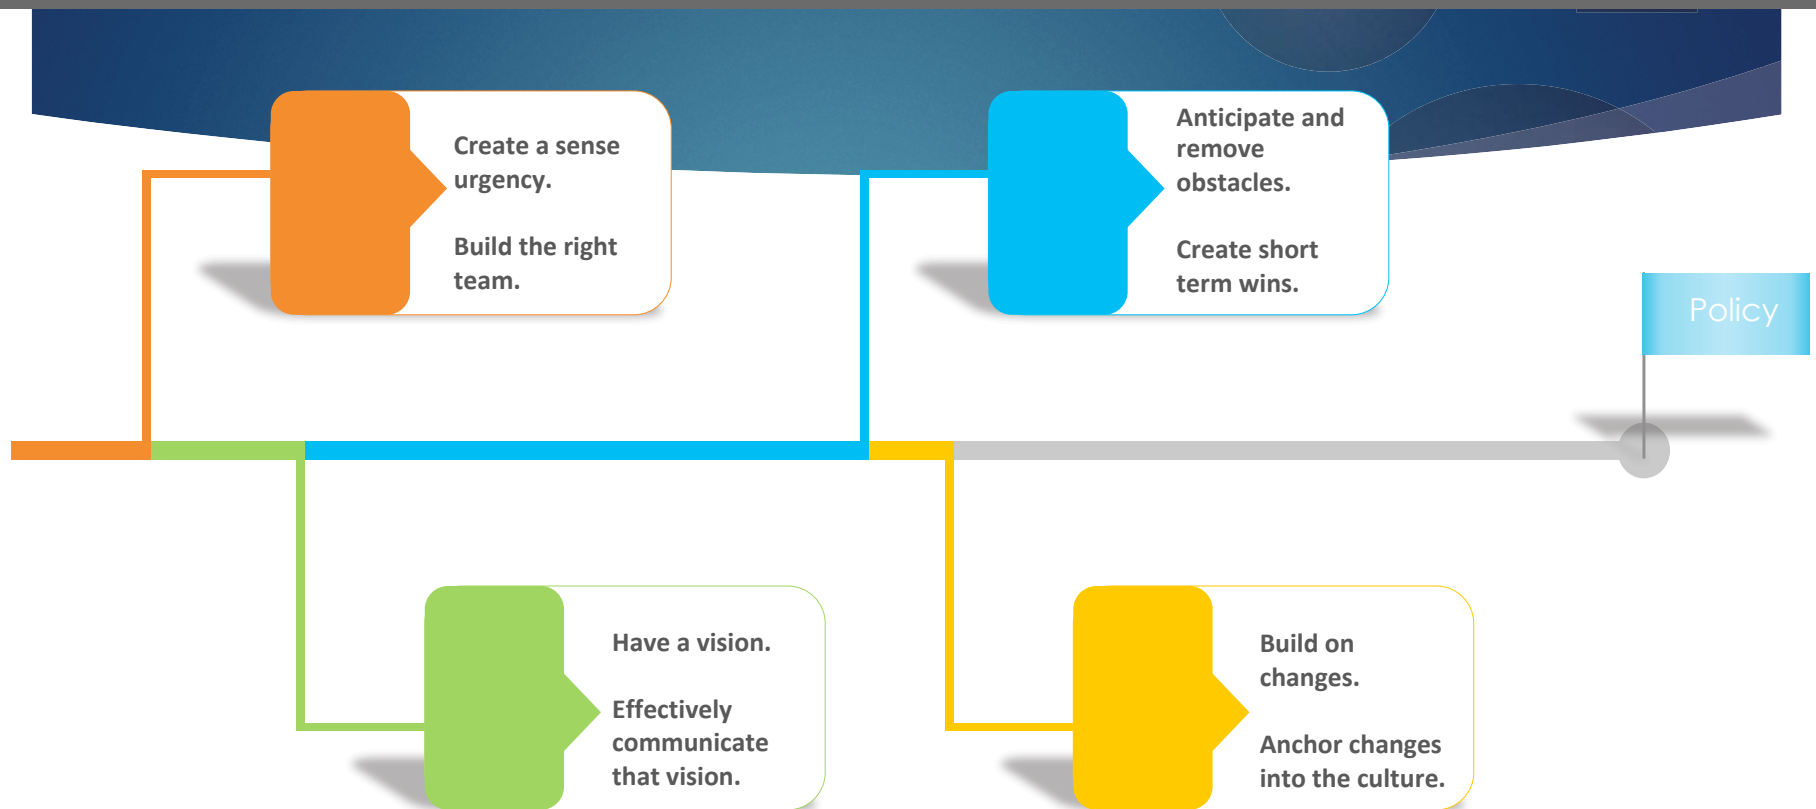 Create a sense
urgency.
Build the right
team.
Anticipate and
remove
obstacles.
Create short
term wins.
Policy
Have a vision.
Effectively
communicate
that vision.
Build on
changes.
Anchor changes
into the culture.